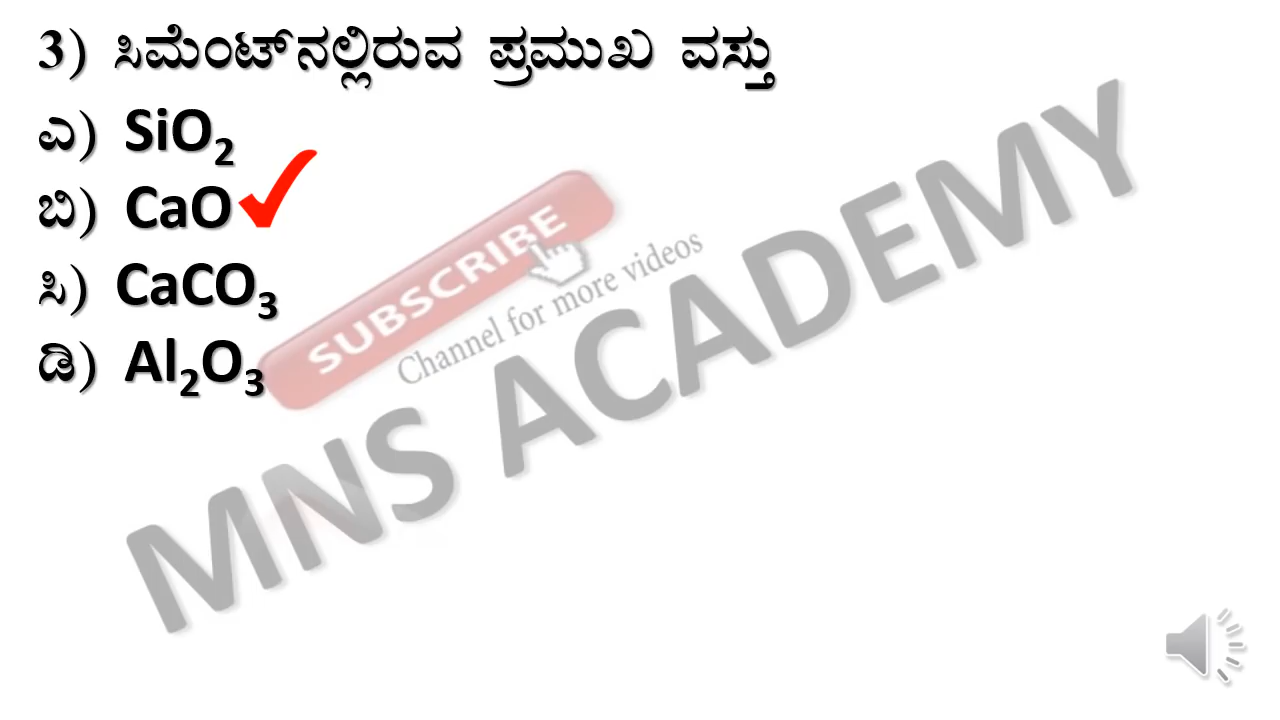 3) ಸಿಮೆಂಟ್‌ನಲ್ಲಿರುವ ಪ್ರಮುಖ ವಸ್ತು
ಎ) SiO₂
ಬಿ) CaO
ಸಿ) CaCO₃
ಡಿ) Al₂O₃
SUBSCRIBE
Channel for more videos
MNS ACADEMY